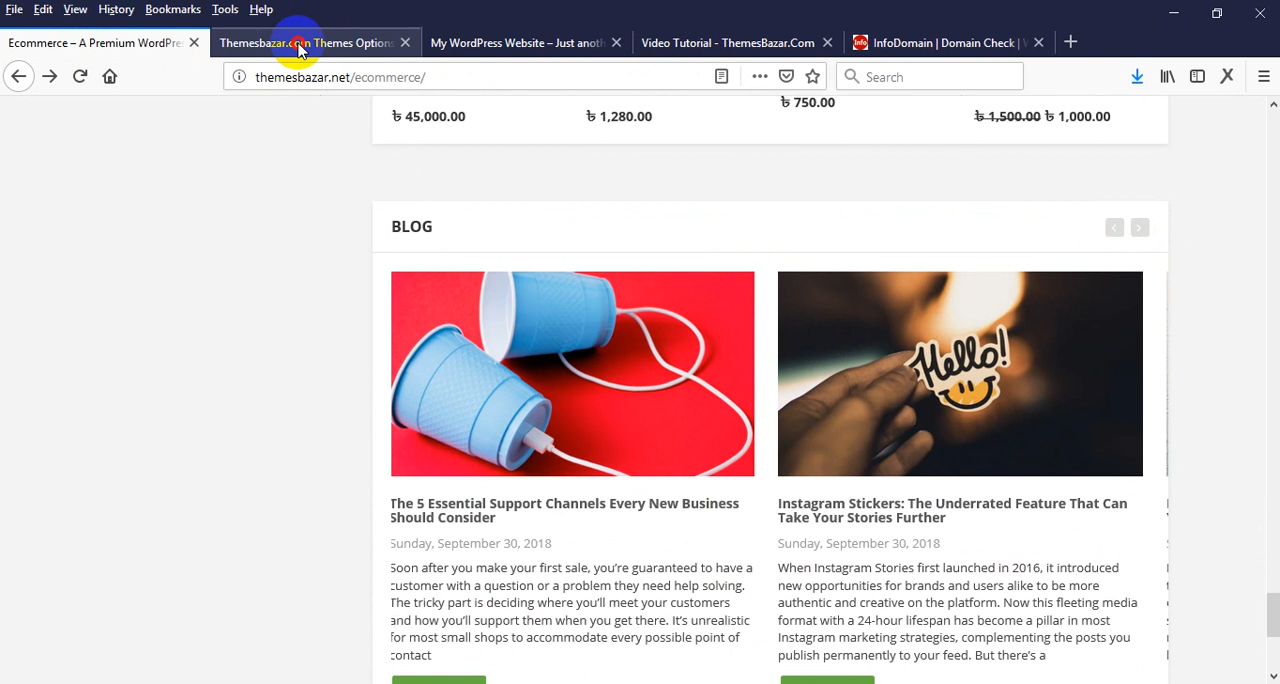 File Edit View History Bookmarks Tools Help
Ecommerce – A Premium WordPre
Themesbazar.com Themes Options
My WordPress Website – Just anoth
Video Tutorial - ThemesBazar.Com
Info InfoDomain | Domain Check |
themesbazar.net/ecommerce/
Search
৳ 45,000.00
৳ 1,280.00
৳ 750.00
৳ 1,500.00 ৳ 1,000.00
BLOG
Hello!
The 5 Essential Support Channels Every New Business
Should Consider
Sunday, September 30, 2018
Soon after you make your first sale, you're guaranteed to have a
customer with a question or a problem they need help solving.
The tricky part is deciding where you'll meet your customers
and how you'll support them when you get there. It's unrealistic
for most small shops to accommodate every possible point of
contact
Instagram Stickers: The Underrated Feature That Can
Take Your Stories Further
Sunday, September 30, 2018
When Instagram Stories first launched in 2016, it introduced
new opportunities for brands and users alike to be more
authentic and creative on the platform. Now this fleeting media
format with a 24-hour lifespan has become a pillar in most
Instagram marketing strategies, complementing the posts you
publish permanently to your feed. But there's a